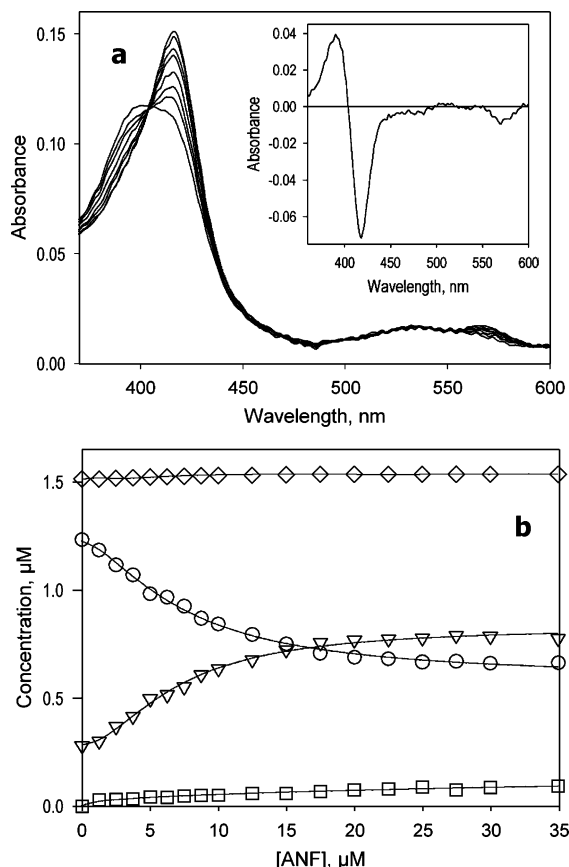 a
0.15
0.10
0.05
0.00
Absorbance
400 450 500 550 600
Wavelength, nm
0.04
0.02
0.00
-0.02
-0.04
-0.06
Absorbance
400 450 500 550 600
Wavelength, nm
b
1.5
1.0
0.5
0.0
Concentration, µM
0 5 10 15 20 25 30 35
[ANF], µM